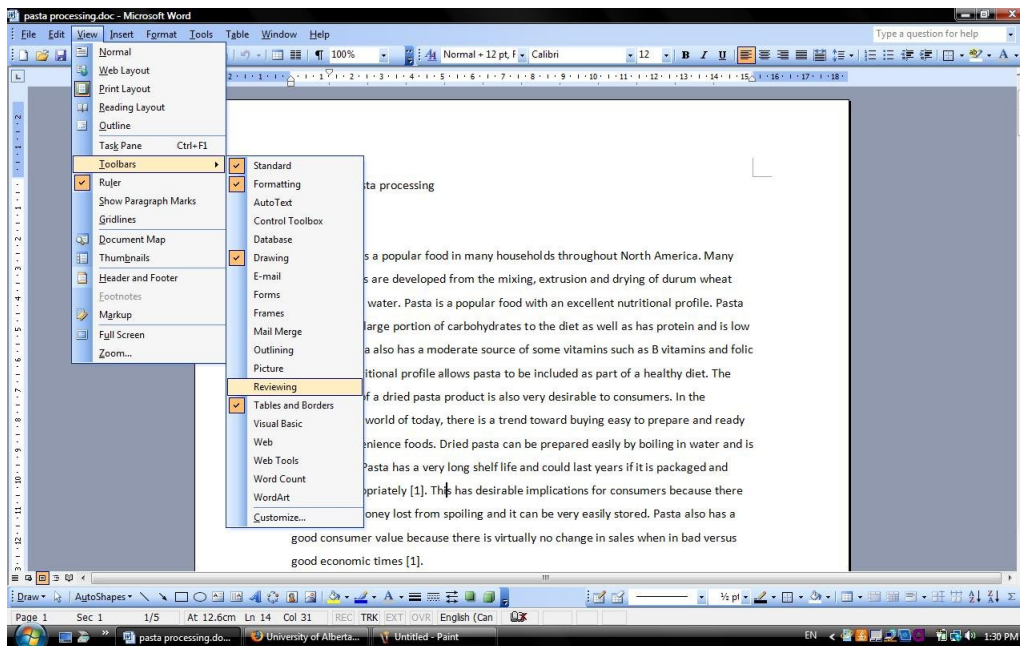 pasta processing.doc - Microsoft Word
File Edit View Insert Format Tools Table Window Help Type a question for help
100% Normal + 12 pt, F Calibri 12 B I U
Normal
Web Layout
Print Layout
Reading Layout
Outline
Task Pane Ctrl+F1
Toolbars
Ruler
Show Paragraph Marks
Gridlines
Document Map
Thumbnails
Header and Footer
Footnotes
Markup
Full Screen
Zoom...
Standard
Formatting
AutoText
Control Toolbox
Database
Drawing
E-mail
Forms
Frames
Mail Merge
Outlining
Picture
Reviewing
Tables and Borders
Visual Basic
Web
Web Tools
Word Count
WordArt
Customize...
ta processing
s a popular food in many households throughout North America. Many
s are developed from the mixing, extrusion and drying of durum wheat
water. Pasta is a popular food with an excellent nutritional profile. Pasta
large portion of carbohydrates to the diet as well as has protein and is low
a also has a moderate source of some vitamins such as B vitamins and folic
itional profile allows pasta to be included as part of a healthy diet. The
f a dried pasta product is also very desirable to consumers. In the
world of today, there is a trend toward buying easy to prepare and ready
enience foods. Dried pasta can be prepared easily by boiling in water and is
Pasta has a very long shelf life and could last years if it is packaged and
opriately [1]. This has desirable implications for consumers because there
oney lost from spoiling and it can be very easily stored. Pasta also has a
good consumer value because there is virtually no change in sales when in bad versus
good economic times [1].
Draw AutoShapes ½ pt
Page 1 Sec 1 1/5 At 12.6cm Ln 14 Col 31 REC TRK EXT OVR English (Can
pasta processing.do... University of Alberta... Untitled - Paint EN 1:30 PM